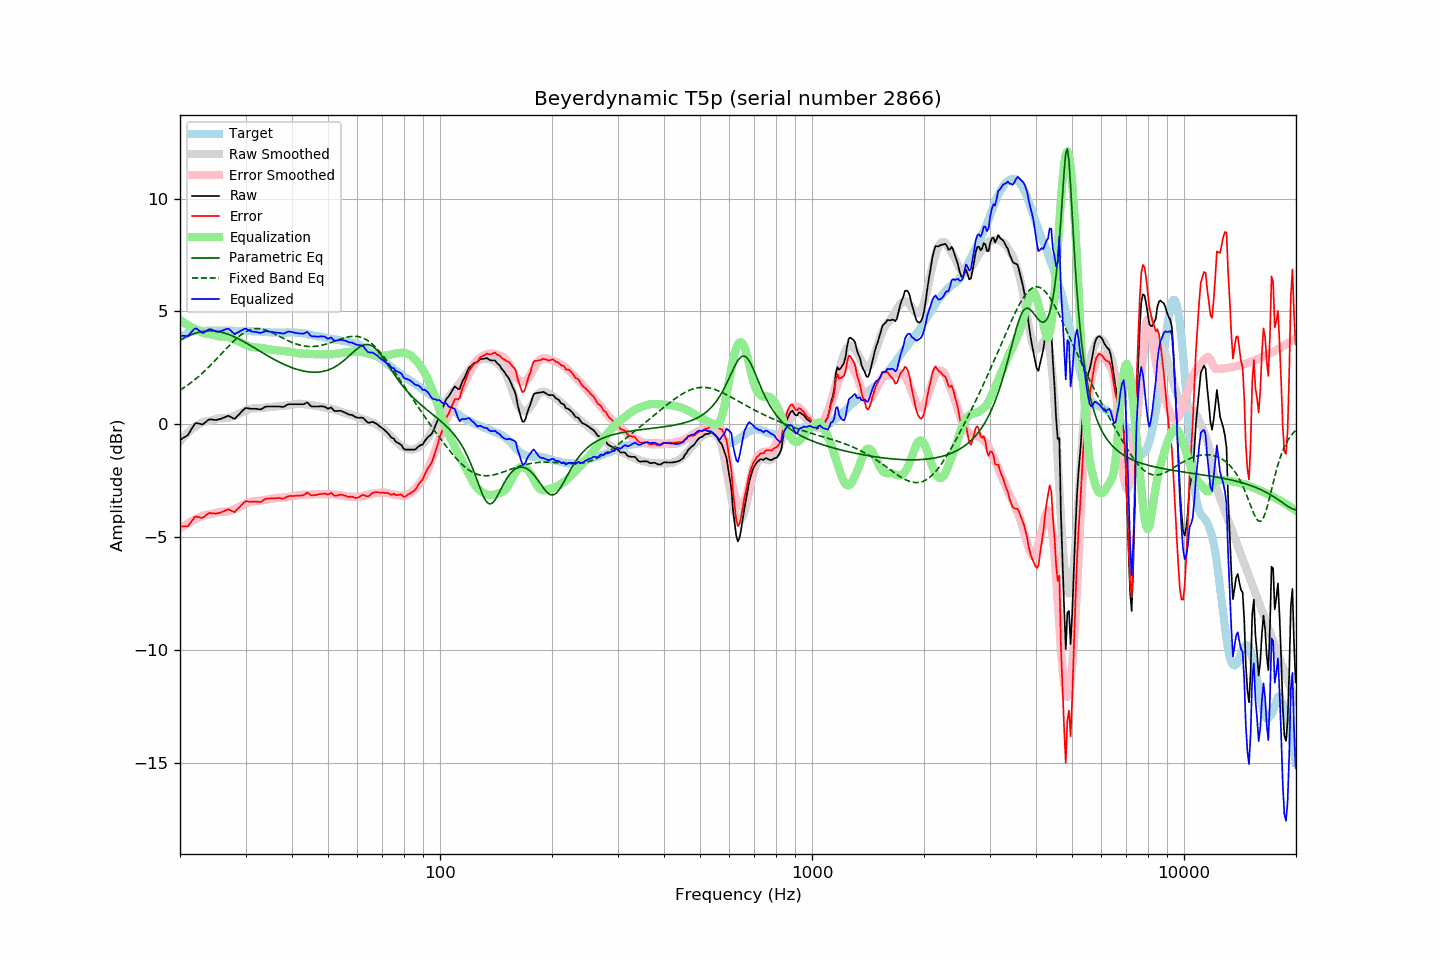 Beyerdynamic T5p (serial number 2866)
Target
Raw Smoothed
Error Smoothed
Raw
Error
Equalization
Parametric Eq
Fixed Band Eq
Equalized
10
5
0
−5
−10
−15
Amplitude (dBr)
100
1000
10000
Frequency (Hz)